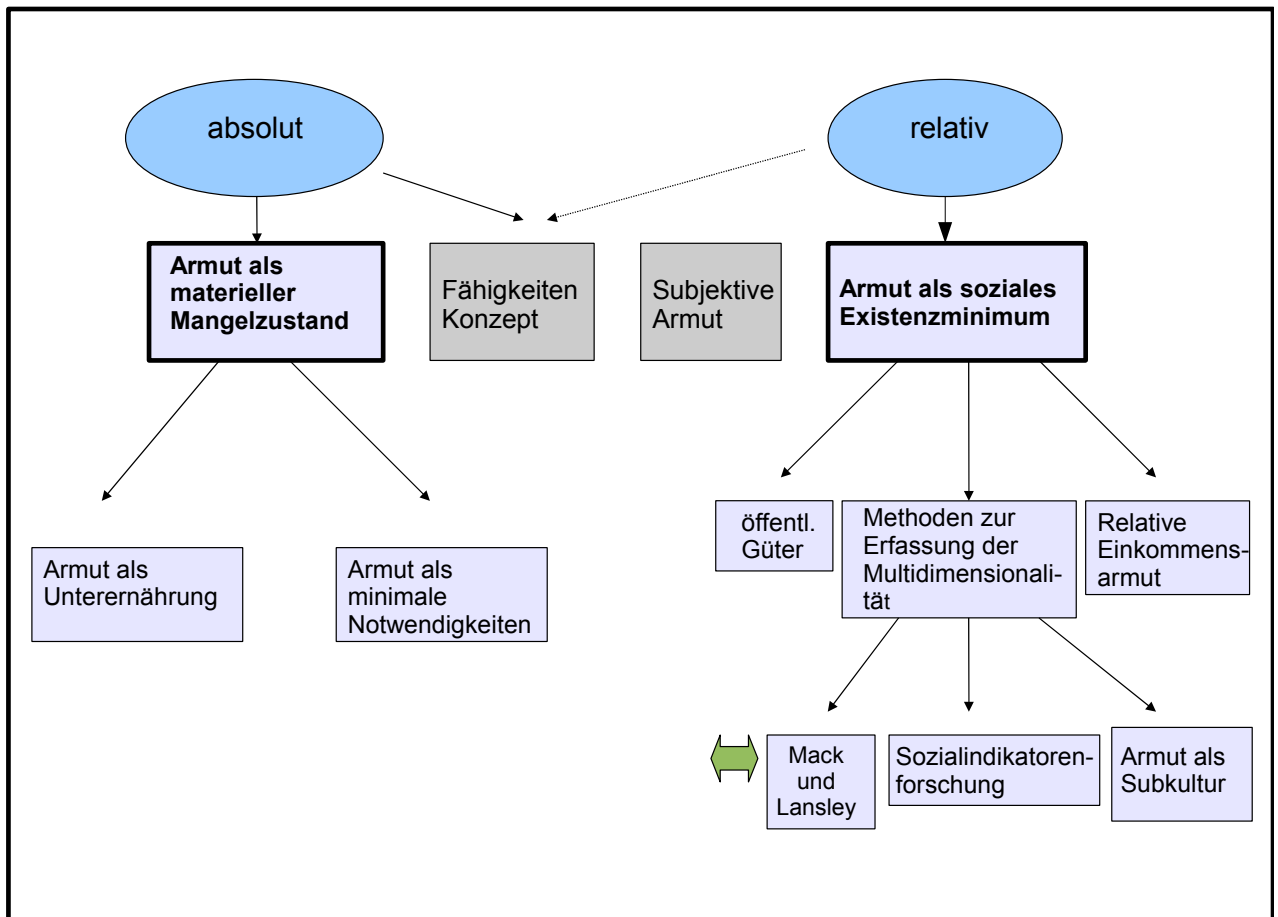 absolut
relativ
Armut als
materieller
Mangelzustand
Fähigkeiten
Konzept
Subjektive
Armut
Armut als soziales
Existenzminimum
öffentl.
Güter
Methoden zur
Erfassung der
Multidimensionali-
tät
Relative
Einkommens-
armut
Armut als
Unterernährung
Armut als
minimale
Notwendigkeiten
Mack
und
Lansley
Sozialindikatoren-
forschung
Armut als
Subkultur